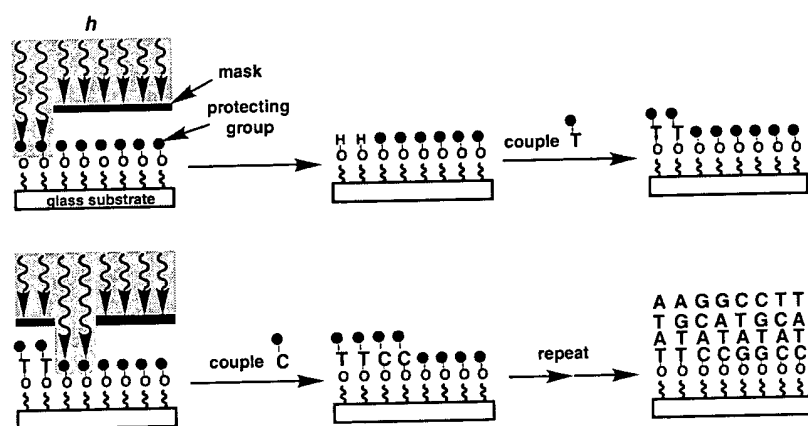 h
mask
protecting
group
O O O O O O O O
glass substrate
H H
O O O O O O O O
couple T
T T
O O O O O O O O
T T
O O O O O O O O
couple C
T T C C
O O O O O O O O
repeat
A A G G C C T T
T G C A T G C A
A T A T A T A T
T T C C G G C C
O O O O O O O O